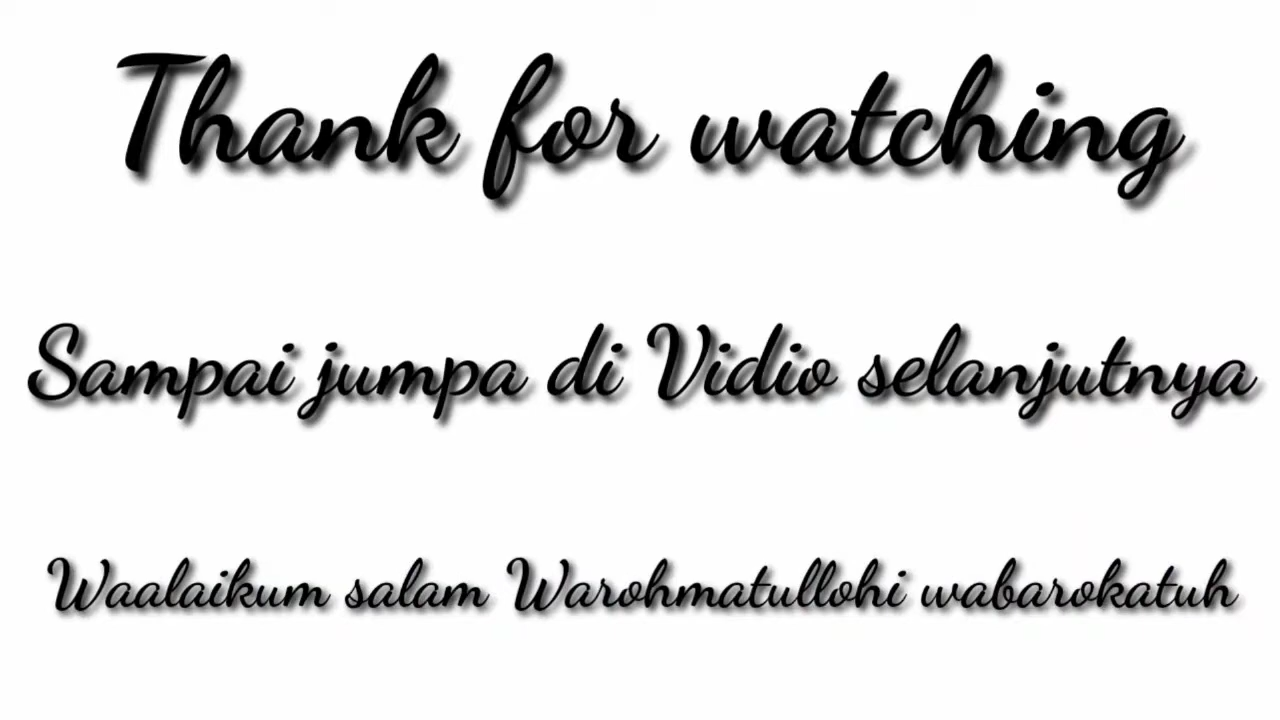 Thank for watching
Sampai jumpa di Vidio selanjutnya
Waalaikum salam Warohmatullohi wabarokatuh